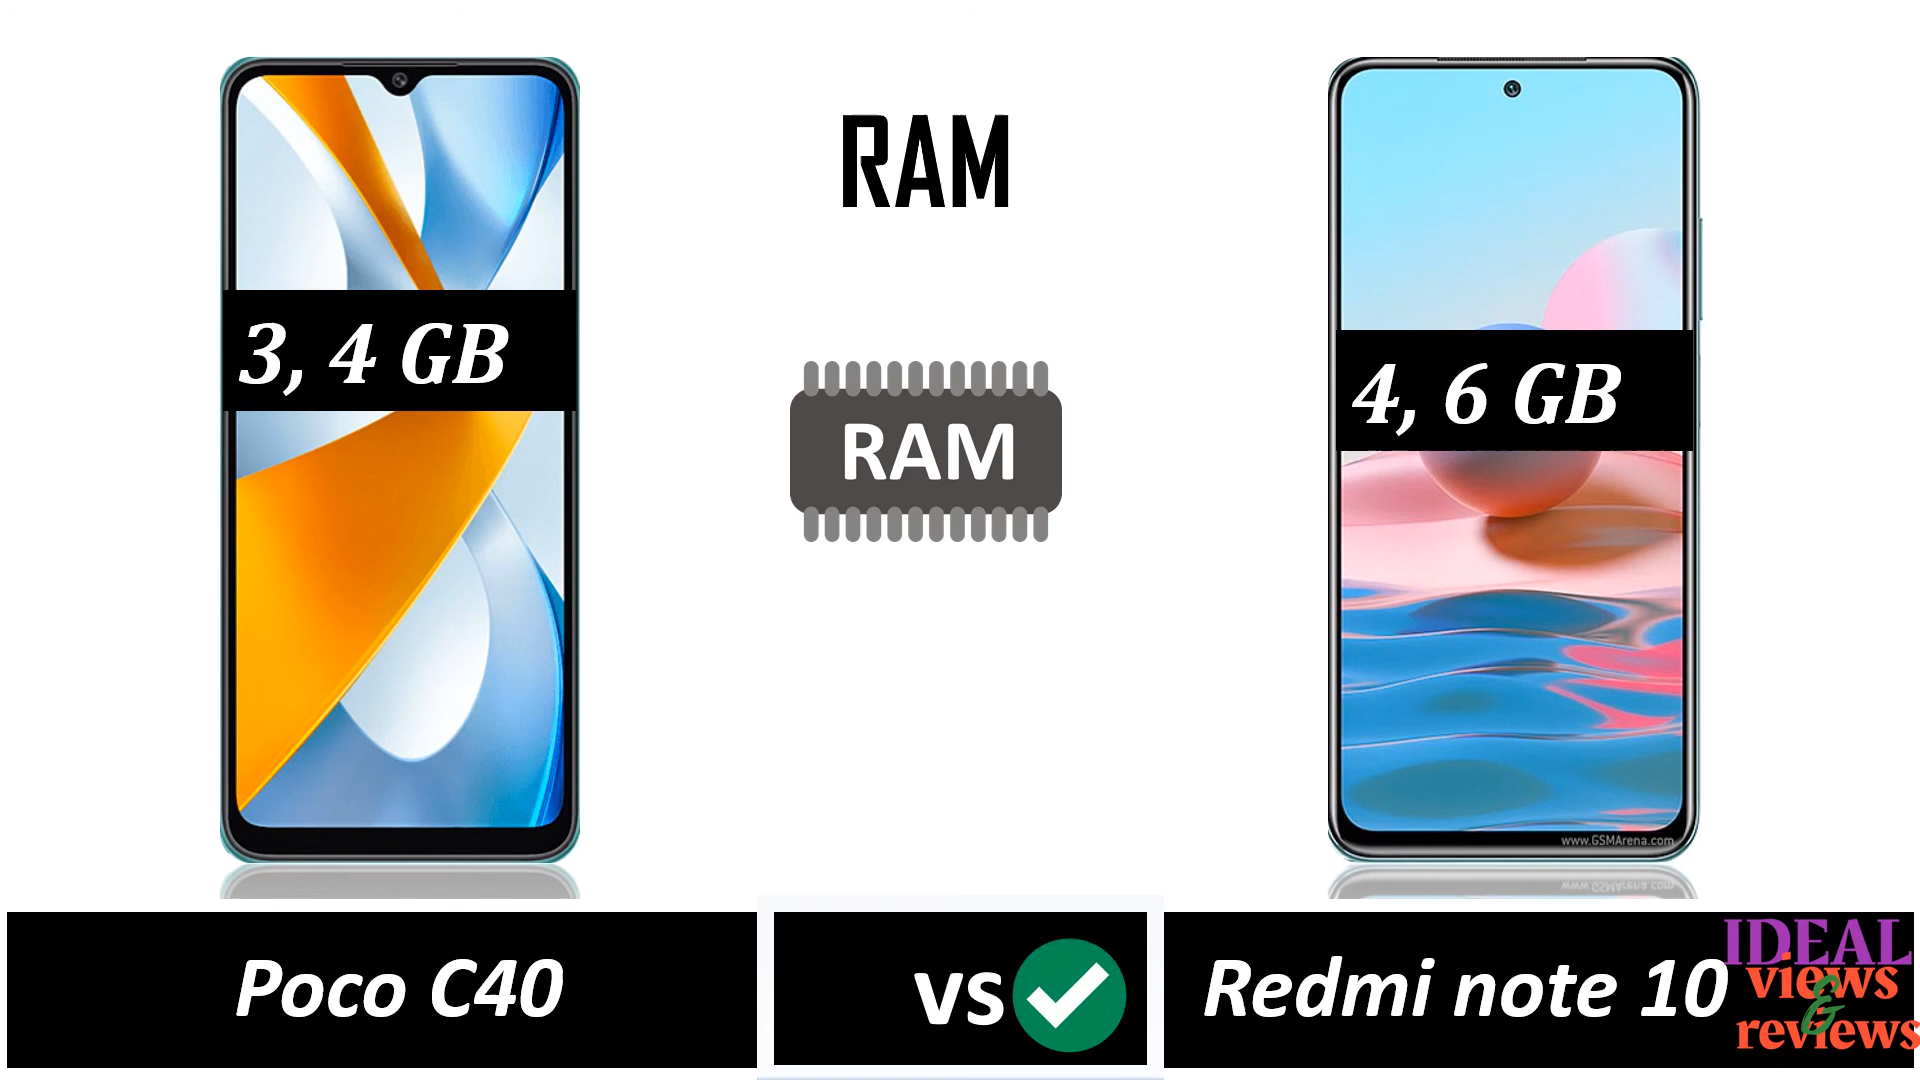 RAM
3, 4 GB
4, 6 GB
RAM
www.GSMArena.com
Poco C40
vs
Redmi note 10
IDEAL
views
&
reviews